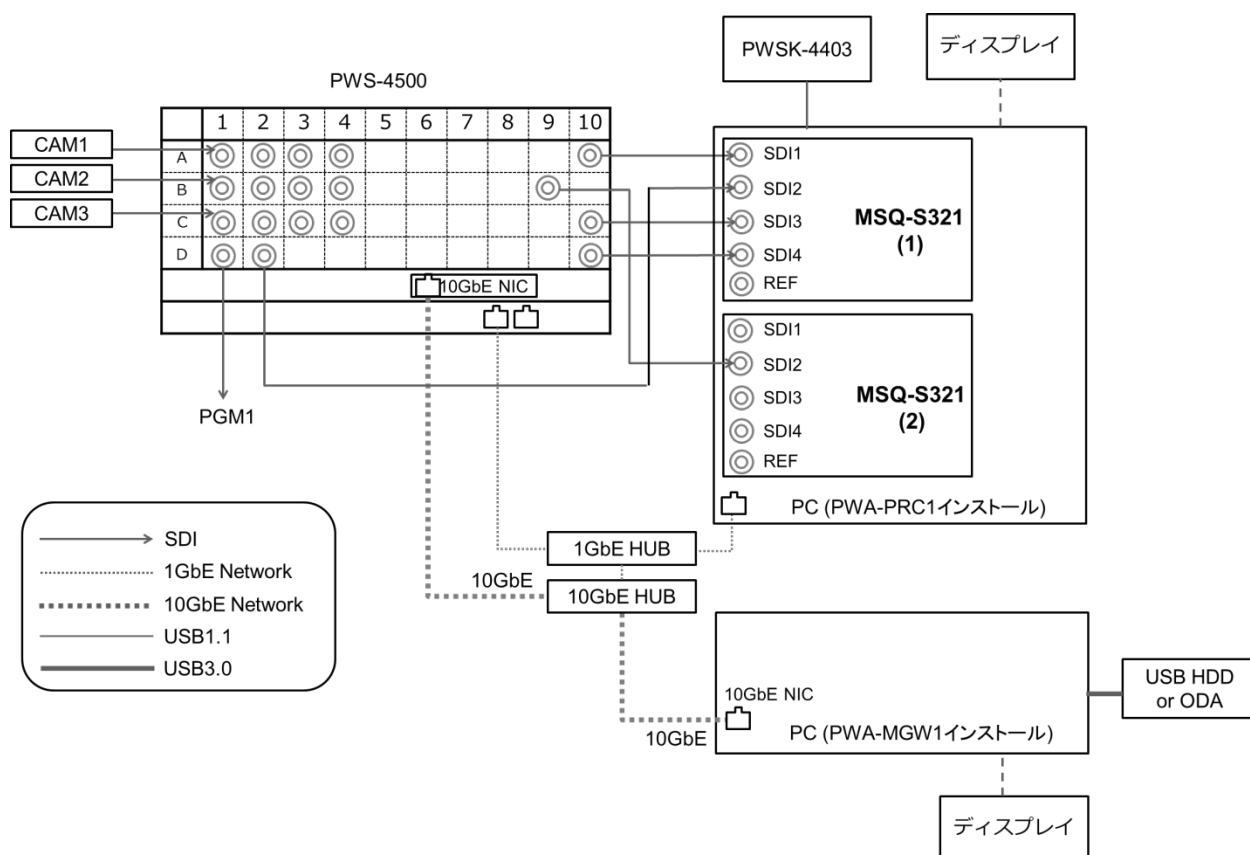 PWS-4500
1 2 3 4 5 6 7 8 9 10
A
B
C
D
CAM1
CAM2
CAM3
10GbE NIC
PGM1
PWSK-4403
ディスプレイ
SDI1
SDI2
SDI3
SDI4
REF
MSQ-S321
(1)
SDI1
SDI2
SDI3
SDI4
REF
MSQ-S321
(2)
PC (PWA-PRC1インストール)
SDI
1GbE Network
10GbE Network
USB1.1
USB3.0
1GbE HUB
10GbE
10GbE HUB
10GbE
10GbE NIC
PC (PWA-MGW1インストール)
USB HDD
or ODA
ディスプレイ